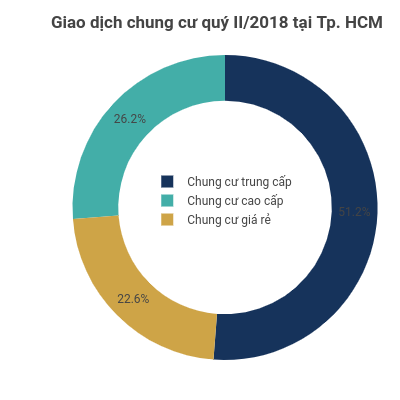 Giao dịch chung cư quý II/2018 tại Tp. HCM
26.2%
Chung cư trung cấp
Chung cư cao cấp
Chung cư giá rẻ
51.2%
22.6%